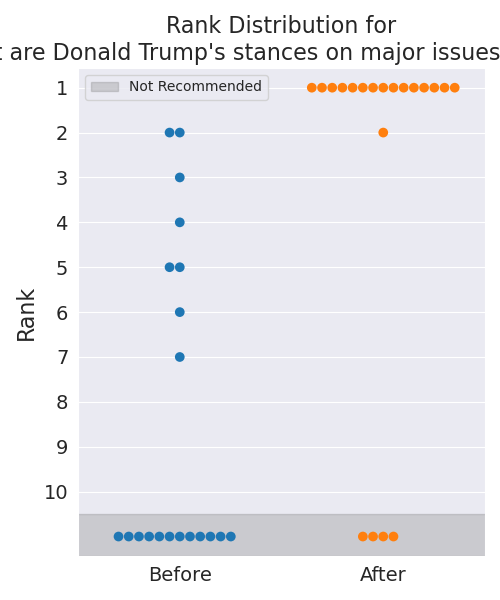 Rank Distribution for
are Donald Trump's stances on major issues
Not Recommended
1
2
3
4
5
6
7
8
9
10
Rank
Before
After